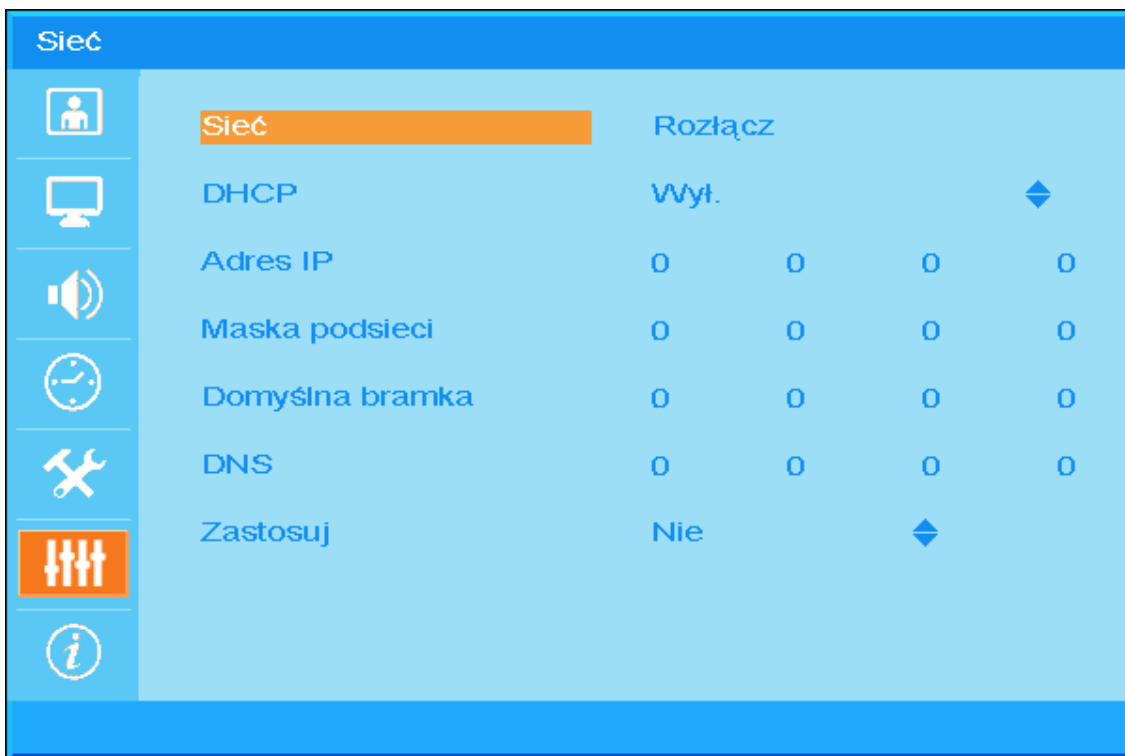 Sieć
Sieć Rozłącz
DHCP Wył.
Adres IP 0 0 0 0
Maska podsieci 0 0 0 0
Domyślna bramka 0 0 0 0
DNS 0 0 0 0
Zastosuj Nie